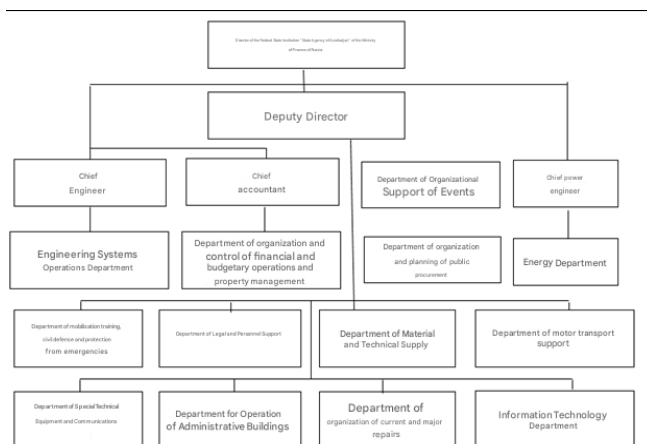 Director of the Federal State Institution "State Agency of
of the Ministry
of Finance of Russia
Deputy Director
Chief
Engineer
Chief
accountant
Department of Organizational
Support of Events
Chief power
engineer
Engineering Systems
Operations Department
Department of organization and
control of financial and
budgetary operations and
property management
Department of organization
and planning of public
procurement
Energy Department
Department of mobilization training,
civil defence and protection
from emergencies
Department of Legal and Personnel Support
Department of Material
and Technical Supply
Department of motor transport
support
Department of Special Technical
Equipment and Communications
Department for Operation
of Administrative Buildings
Department of
organization of current and major
repairs
Information Technology
Department